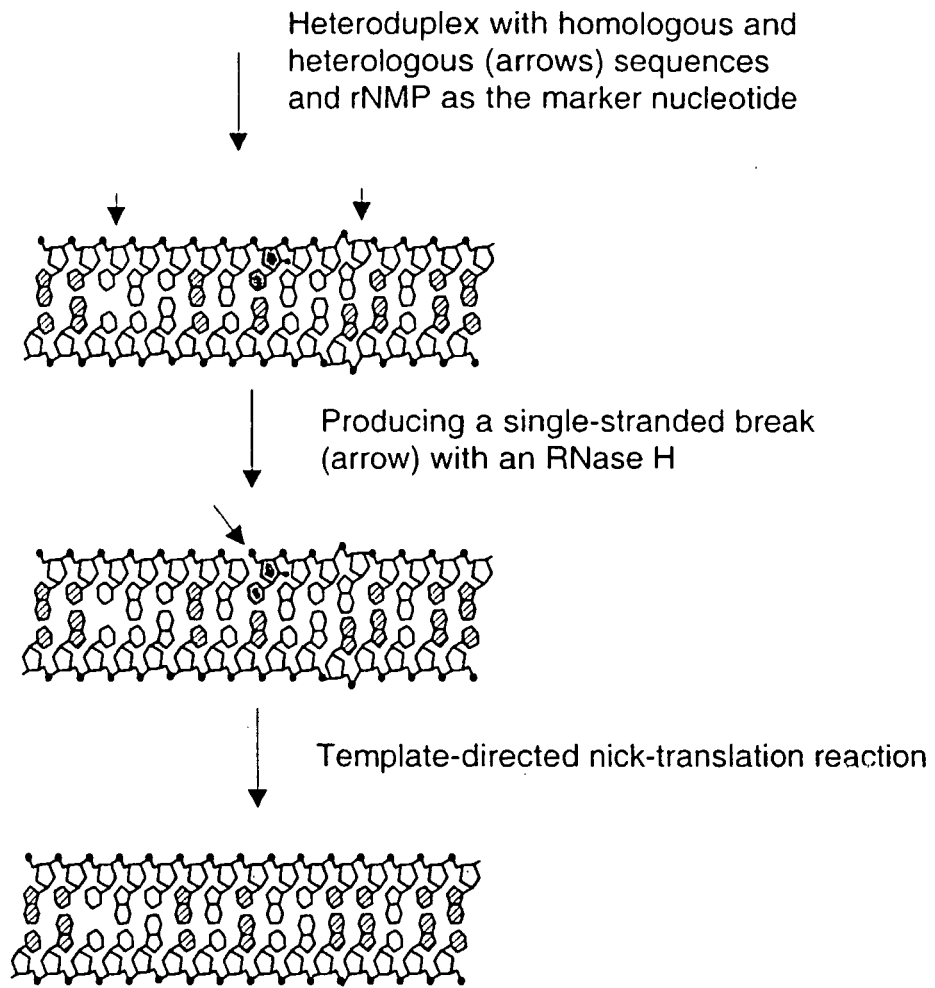 Heteroduplex with homologous and
heterologous (arrows) sequences
and rNMP as the marker nucleotide
Producing a single-stranded break
(arrow) with an RNase H
Template-directed nick-translation reaction